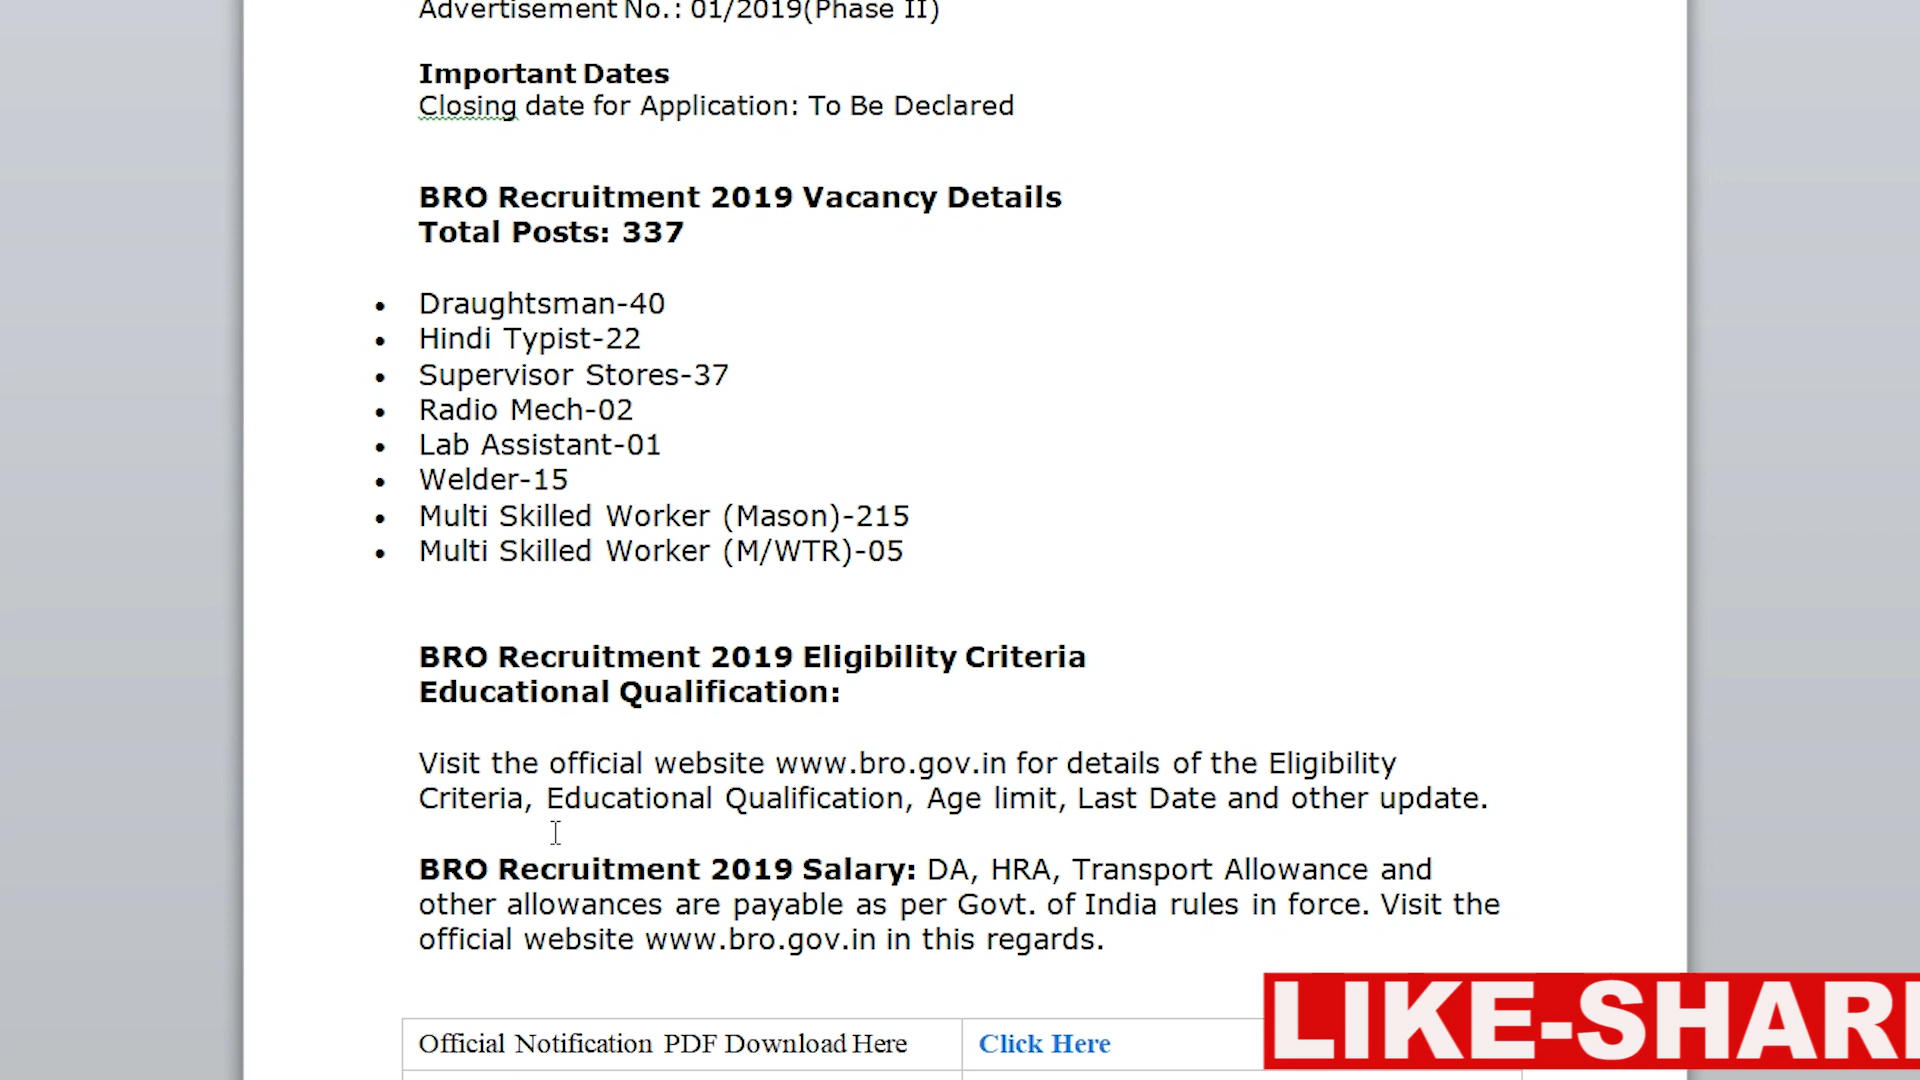 Advertisement No.: 01/2019(Phase II)
Important Dates
Closing date for Application: To Be Declared
BRO Recruitment 2019 Vacancy Details
Total Posts: 337
• Draughtsman-40
• Hindi Typist-22
• Supervisor Stores-37
• Radio Mech-02
• Lab Assistant-01
• Welder-15
• Multi Skilled Worker (Mason)-215
• Multi Skilled Worker (M/WTR)-05
BRO Recruitment 2019 Eligibility Criteria
Educational Qualification:
Visit the official website www.bro.gov.in for details of the Eligibility
Criteria, Educational Qualification, Age limit, Last Date and other update.
BRO Recruitment 2019 Salary: DA, HRA, Transport Allowance and
other allowances are payable as per Govt. of India rules in force. Visit the
official website www.bro.gov.in in this regards.
Official Notification PDF Download Here Click Here
LIKE-SHAR